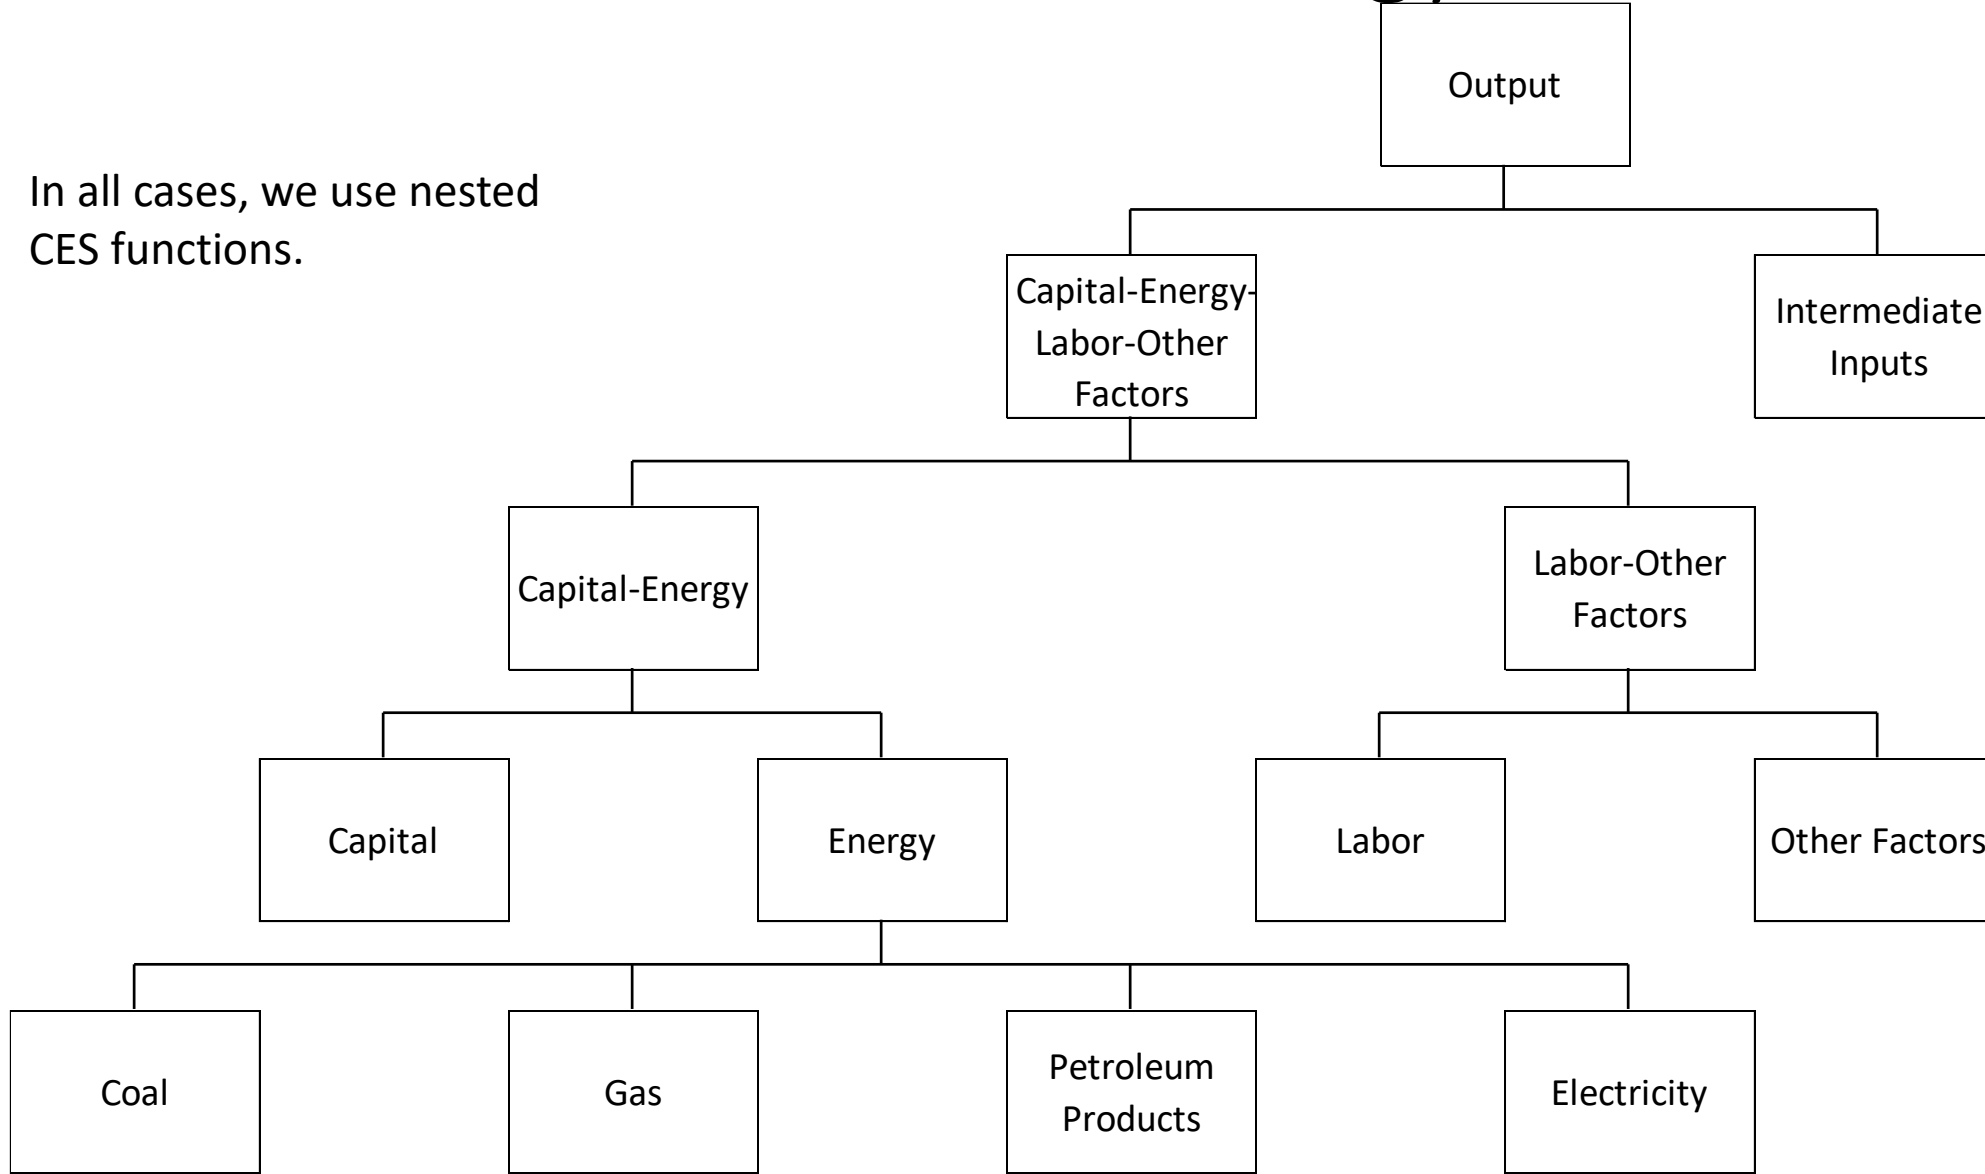 Output
In all cases, we use nested
CES functions.
Capital-Energy-
Labor-Other
Factors
Intermediate
Inputs
Capital-Energy
Labor-Other
Factors
Capital
Energy
Labor
Other Factors
Coal
Gas
Petroleum
Products
Electricity